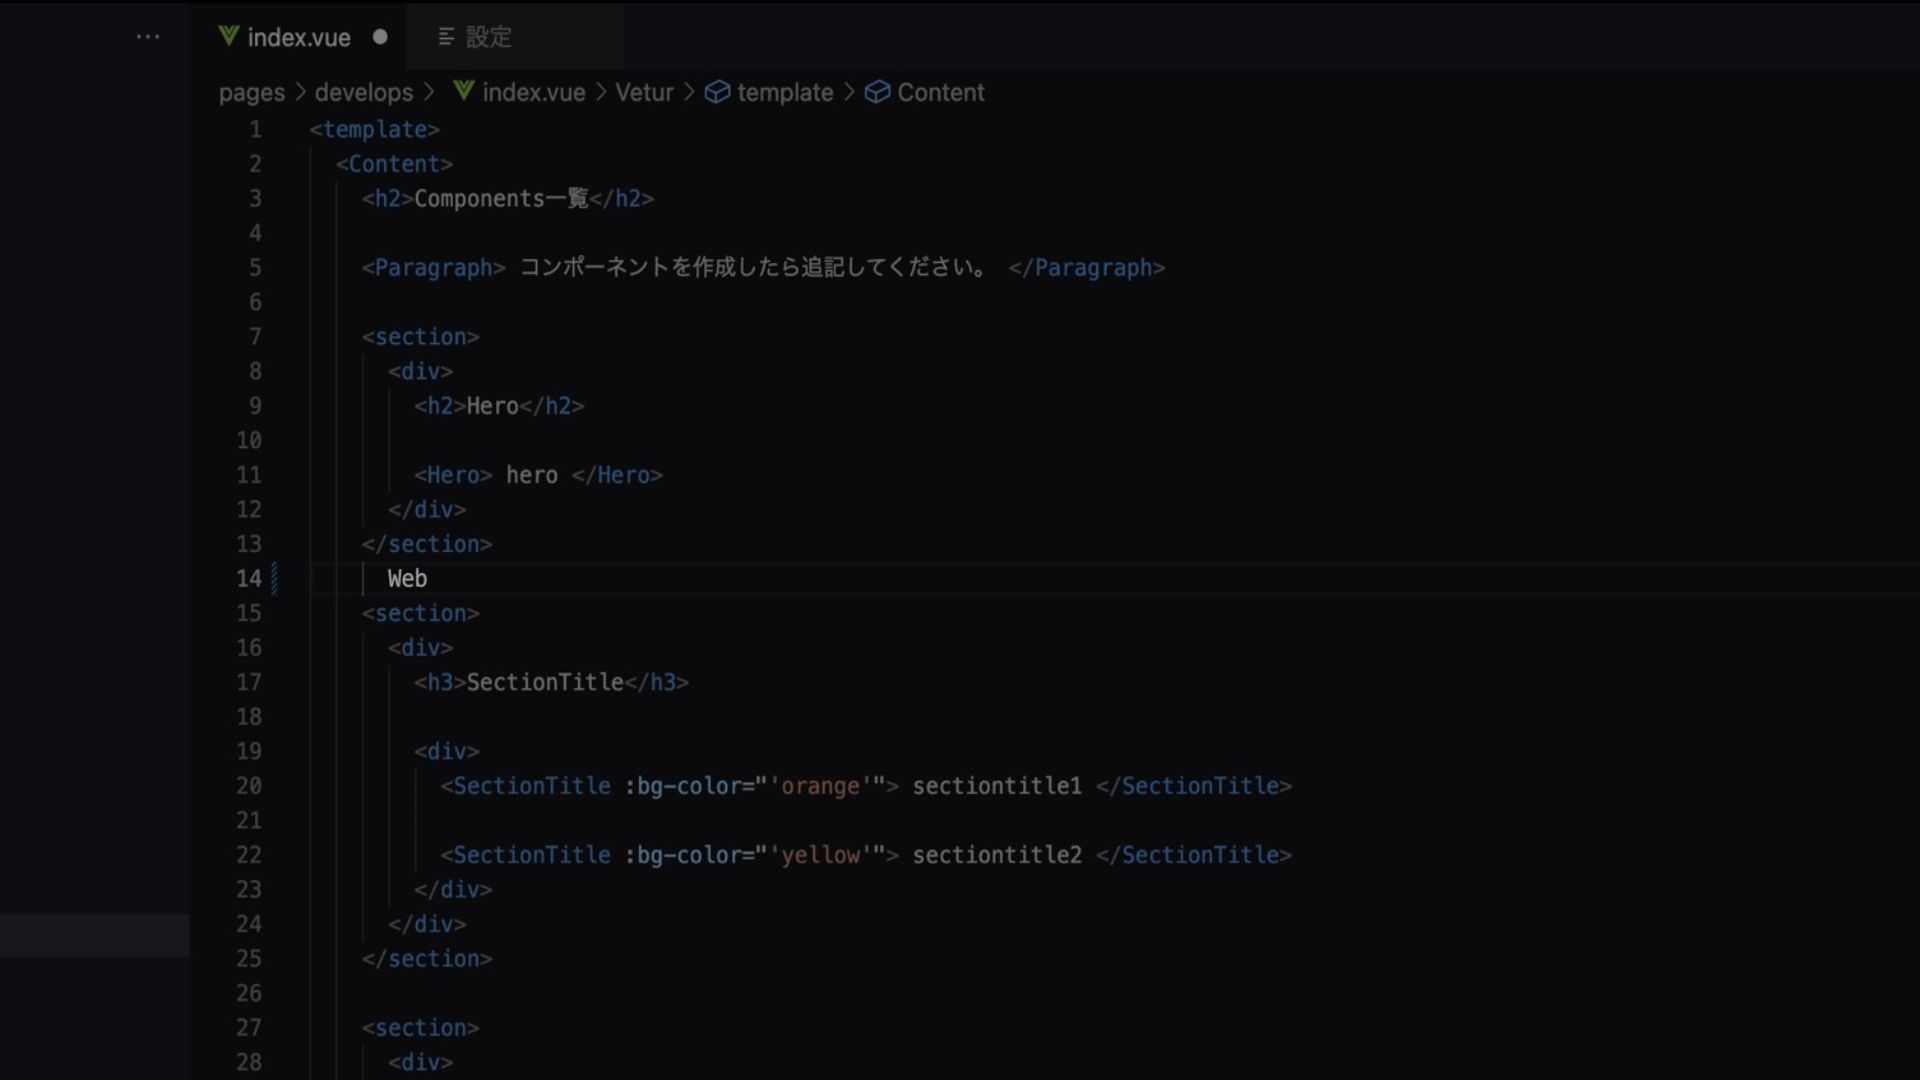 … index.vue ● 設定
pages > develops > index.vue > Vetur > template > Content
1 <template>
2 <Content>
3 <h2>Components一覧</h2>
4
5 <Paragraph> コンポーネントを作成したら追記してください。 </Paragraph>
6
7 <section>
8 <div>
9 <h2>Hero</h2>
10
11 <Hero> hero </Hero>
12 </div>
13 </section>
14 Web
15 <section>
16 <div>
17 <h3>SectionTitle</h3>
18
19 <div>
20 <SectionTitle :bg-color="'orange'"> sectiontitle1 </SectionTitle>
21
22 <SectionTitle :bg-color="'yellow'"> sectiontitle2 </SectionTitle>
23 </div>
24 </div>
25 </section>
26
27 <section>
28 <div>